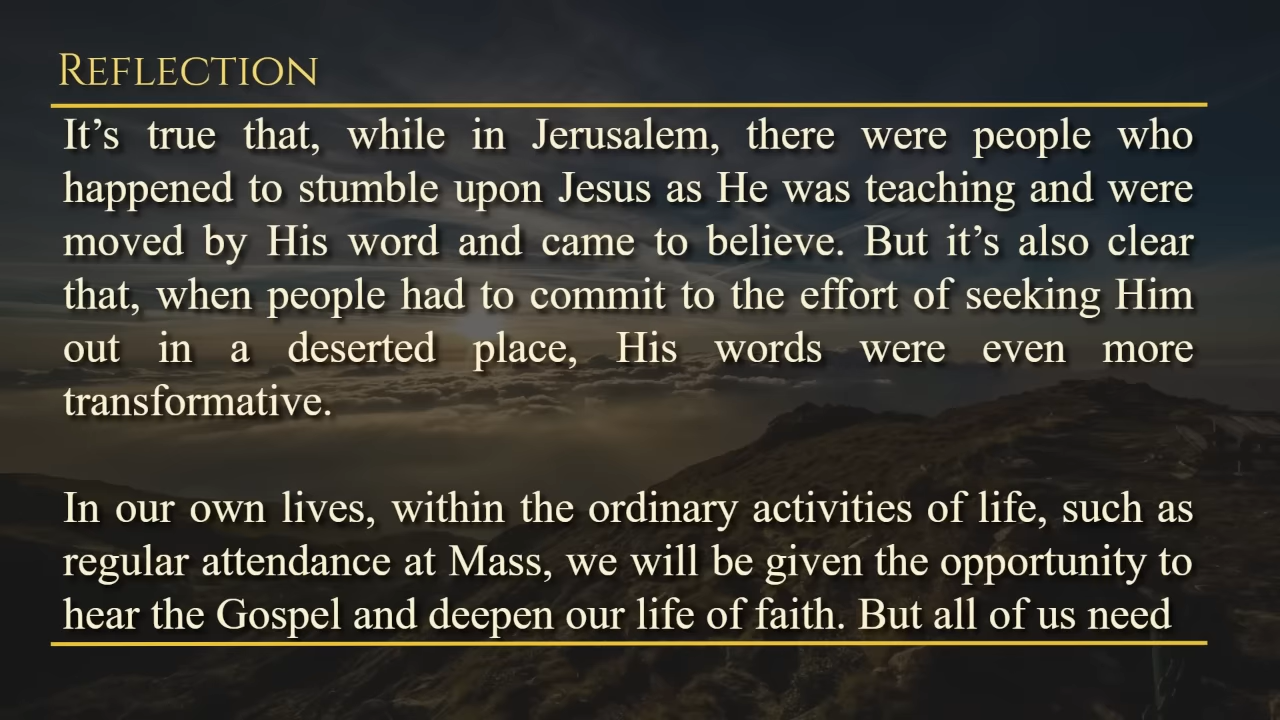 Reflection
It’s true that, while in Jerusalem, there were people who
happened to stumble upon Jesus as He was teaching and were
moved by His word and came to believe. But it’s also clear
that, when people had to commit to the effort of seeking Him
out in a deserted place, His words were even more
transformative.
In our own lives, within the ordinary activities of life, such as
regular attendance at Mass, we will be given the opportunity to
hear the Gospel and deepen our life of faith. But all of us need